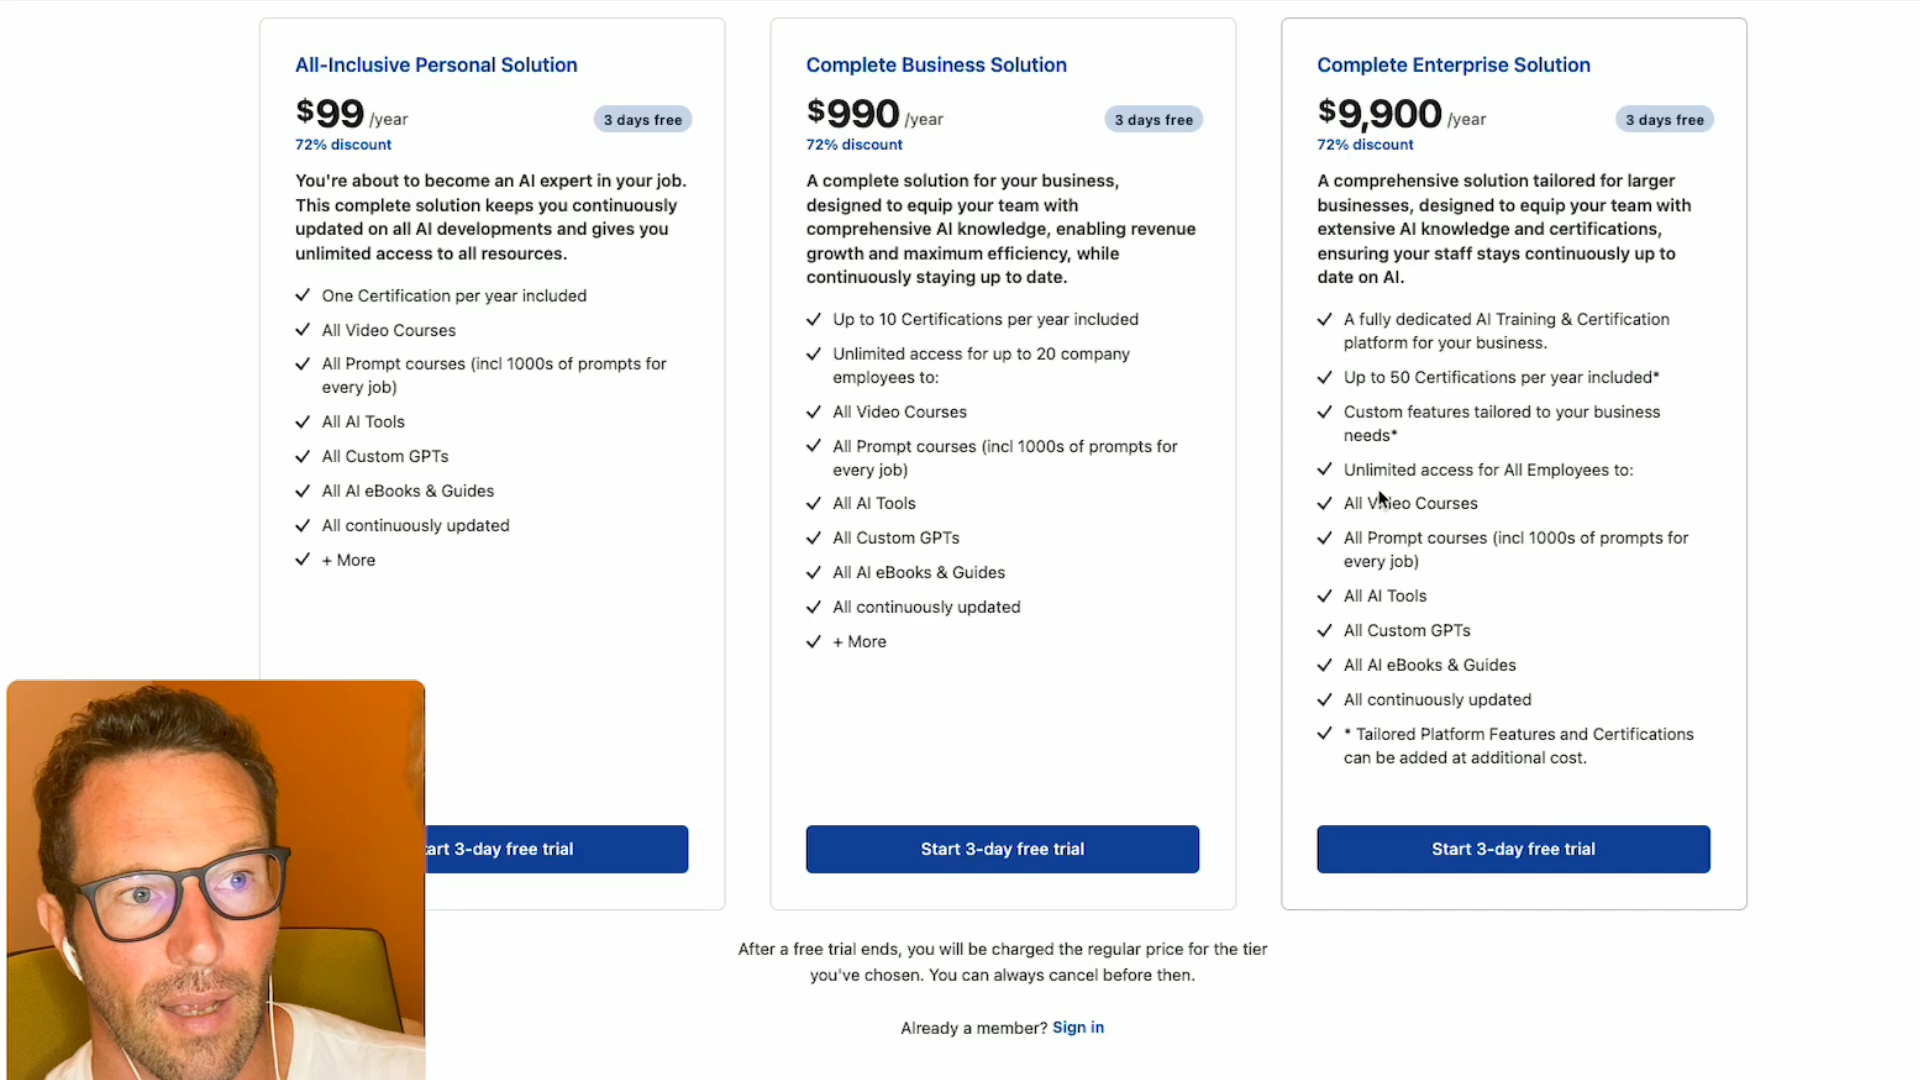 All-Inclusive Personal Solution
$99 /year
3 days free
72% discount
You're about to become an AI expert in your job.
This complete solution keeps you continuously
updated on all AI developments and gives you
unlimited access to all resources.
One Certification per year included
All Video Courses
All Prompt courses (incl 1000s of prompts for
every job)
All AI Tools
All Custom GPTs
All AI eBooks & Guides
All continuously updated
+ More
art 3-day free trial
Complete Business Solution
$990 /year
3 days free
72% discount
A complete solution for your business,
designed to equip your team with
comprehensive AI knowledge, enabling revenue
growth and maximum efficiency, while
continuously staying up to date.
Up to 10 Certifications per year included
Unlimited access for up to 20 company
employees to:
All Video Courses
All Prompt courses (incl 1000s of prompts for
every job)
All AI Tools
All Custom GPTs
All AI eBooks & Guides
All continuously updated
+ More
Start 3-day free trial
Complete Enterprise Solution
$9,900 /year
3 days free
72% discount
A comprehensive solution tailored for larger
businesses, designed to equip your team with
extensive AI knowledge and certifications,
ensuring your staff stays continuously up to
date on AI.
A fully dedicated AI Training & Certification
platform for your business.
Up to 50 Certifications per year included*
Custom features tailored to your business
needs*
Unlimited access for All Employees to:
All Video Courses
All Prompt courses (incl 1000s of prompts for
every job)
All AI Tools
All Custom GPTs
All AI eBooks & Guides
All continuously updated
* Tailored Platform Features and Certifications
can be added at additional cost.
Start 3-day free trial
After a free trial ends, you will be charged the regular price for the tier
you've chosen. You can always cancel before then.
Already a member? Sign in